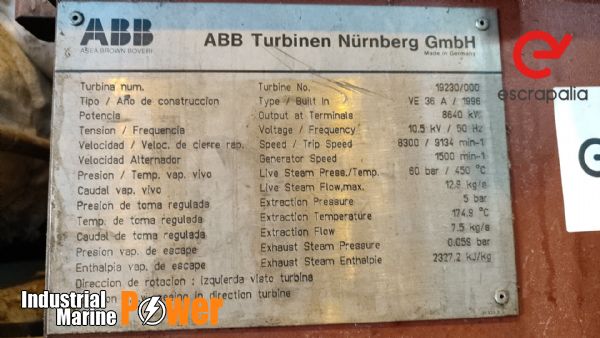 ABB
ASEA BROWN BOVERI
ABB Turbinen Nürnberg GmbH
Made in Germany
escrapalia
Turbina num. Turbine No. 19230/000
Tipo / Ano de construccion Type / Built In VE 36 A / 1996
Potencia Output at Terminals 8640 kW
Tension / Frequencia Voltage / Frequency 10.5 kV / 50 Hz
Velocidad / Veloc. de cierre rap. Speed / Trip Speed 8300 / 9134 min-1
Velocidad Alternador Generator Speed 1500 min-1
Presion / Temp. vap. vivo Live Steam Press./Temp. 60 bar / 450 °C
Caudal vap. vivo Live Steam Flow,max. 12.9 kg/s
Presion de toma regulada Extraction Pressure 5 bar
Temp. de toma regulada Extraction Temperature 174.9 °C
Caudal de toma regulada Extraction Flow 7.5 kg/s
Presion vap. de escape Exhaust Steam Pressure 0.056 bar
Enthalpia vap. de escape Exhaust Steam Enthalpie 2327.2 kJ/kg
Direccion de rotacion : izquierda visto turbina
in direction turbine
Industrial
Marine Power